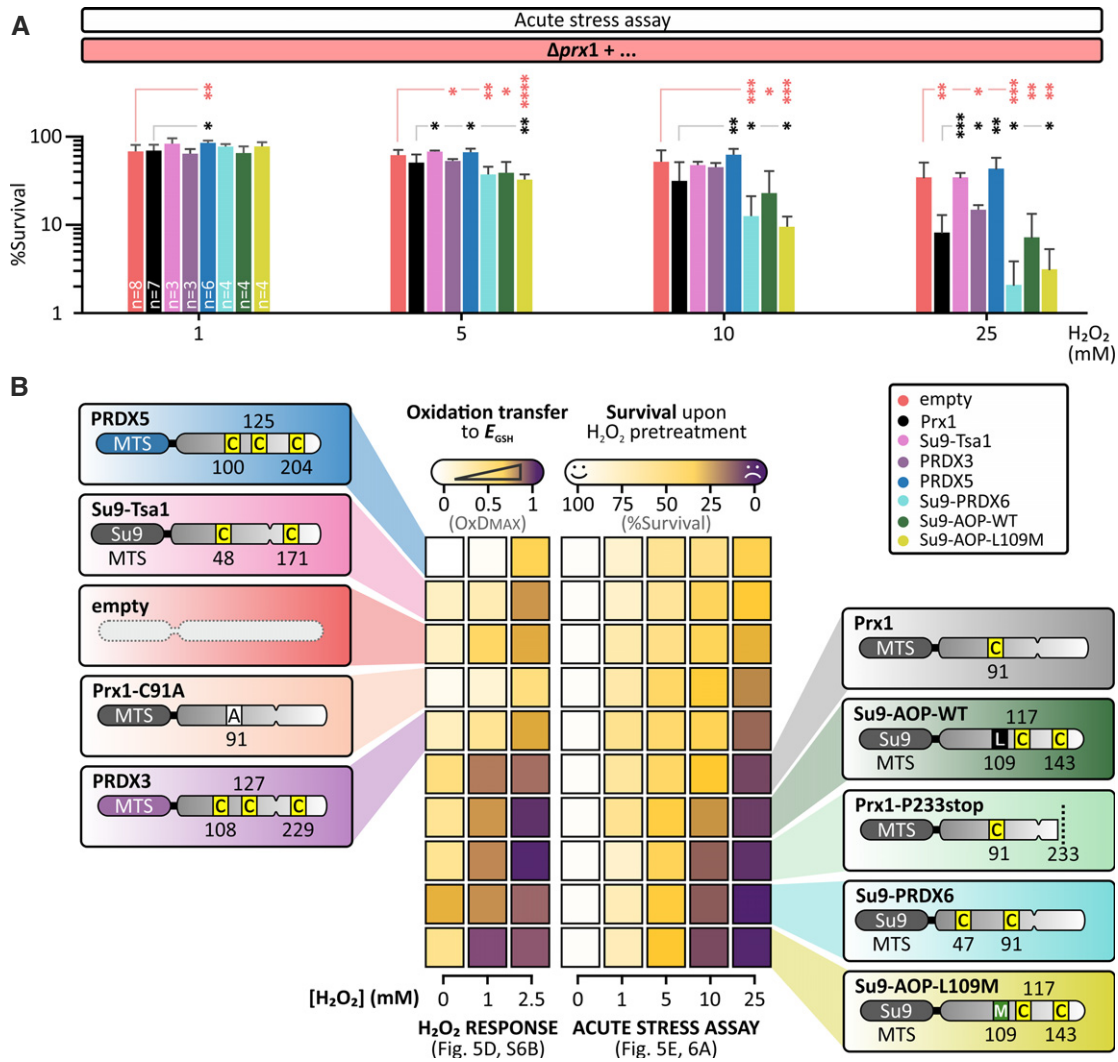 A
Acute stress assay
Δprx1 + ...
** **** ** * **** *** * *** ** * *** ** **
* * * ** ** * * *** * ** * *
%Survival
100
10
1
n=8 n=7 n=3 n=3 n=6 n=4 n=4 n=4
1 5 10 25 H₂O₂
(mM)
B
PRDX5
125
MTS C C C
100 204
Su9-Tsa1
Su9 C C
MTS 48 171
empty
Prx1-C91A
MTS A
91
PRDX3
127
MTS C C C
108 229
Oxidation transfer
to E GSH
0 0.5 1
(OxDMAX)
Survival upon
H₂O₂ pretreatment
100 75 50 25 0
(%Survival)
empty
Prx1
Su9-Tsa1
PRDX3
PRDX5
Su9-PRDX6
Su9-AOP-WT
Su9-AOP-L109M
Prx1
MTS C
91
Su9-AOP-WT
117
Su9 L C C
MTS 109 143
Prx1-P233stop
MTS C
91 233
Su9-PRDX6
Su9 C C
MTS 47 91
Su9-AOP-L109M
117
Su9 M C C
MTS 109 143
[H₂O₂] (mM) 0 1 2.5 0 1 5 10 25
H₂O₂ RESPONSE
(Fig. 5D, S6B)
ACUTE STRESS ASSAY
(Fig. 5E, 6A)